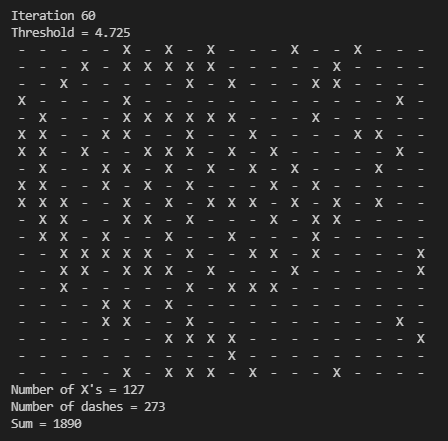 Iteration 60
Threshold = 4.725
- - - - - X - X - X - - - X - - X - - -
- - - X - X X X X X - - - - - X - - - -
- - X - - - - - X - X - - - X X - - - -
X - - - - X - - - - - - - - - - - - X -
- X - - - X X X X X X - - - X - - - - -
X X - - X X - - X - - X - - - - X X - -
X X - X - - X X X - X - X - - - - - X -
- X - - X X - X - X - X - X - - - X - -
X X - - X - X - X - - - X - X - - - - -
X X X - - X - X - X X X - X - X - X - -
- X X - - X X - X - - - X - X X - - - -
- X X - X - - X - - X - - - X - - - - -
- - X X X X X - X - - X X - X - - - - X
- - X X - X X X - X - - - X - - - - - X
- - X - - - - - X - X X X - - - - - - -
- - - - X X - X - - - - - - - - - - - -
- - - - X X - - X - - - - - - - - - X -
- - - - - - - X X X X - - - - - - - - X
- - - - - - - - - - X - - - - - - - - -
- - - - - X - X X X - X - - - X - - - -
Number of X's = 127
Number of dashes = 273
Sum = 1890